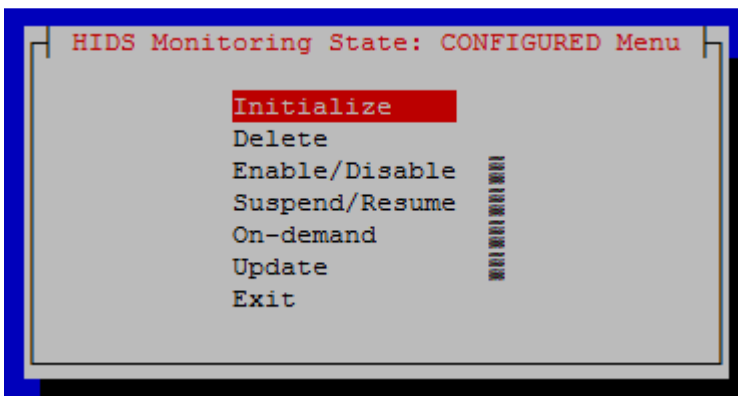 HIDS Monitoring State: CONFIGURED Menu
Initialize
Delete
Enable/Disable
Suspend/Resume
On-demand
Update
Exit